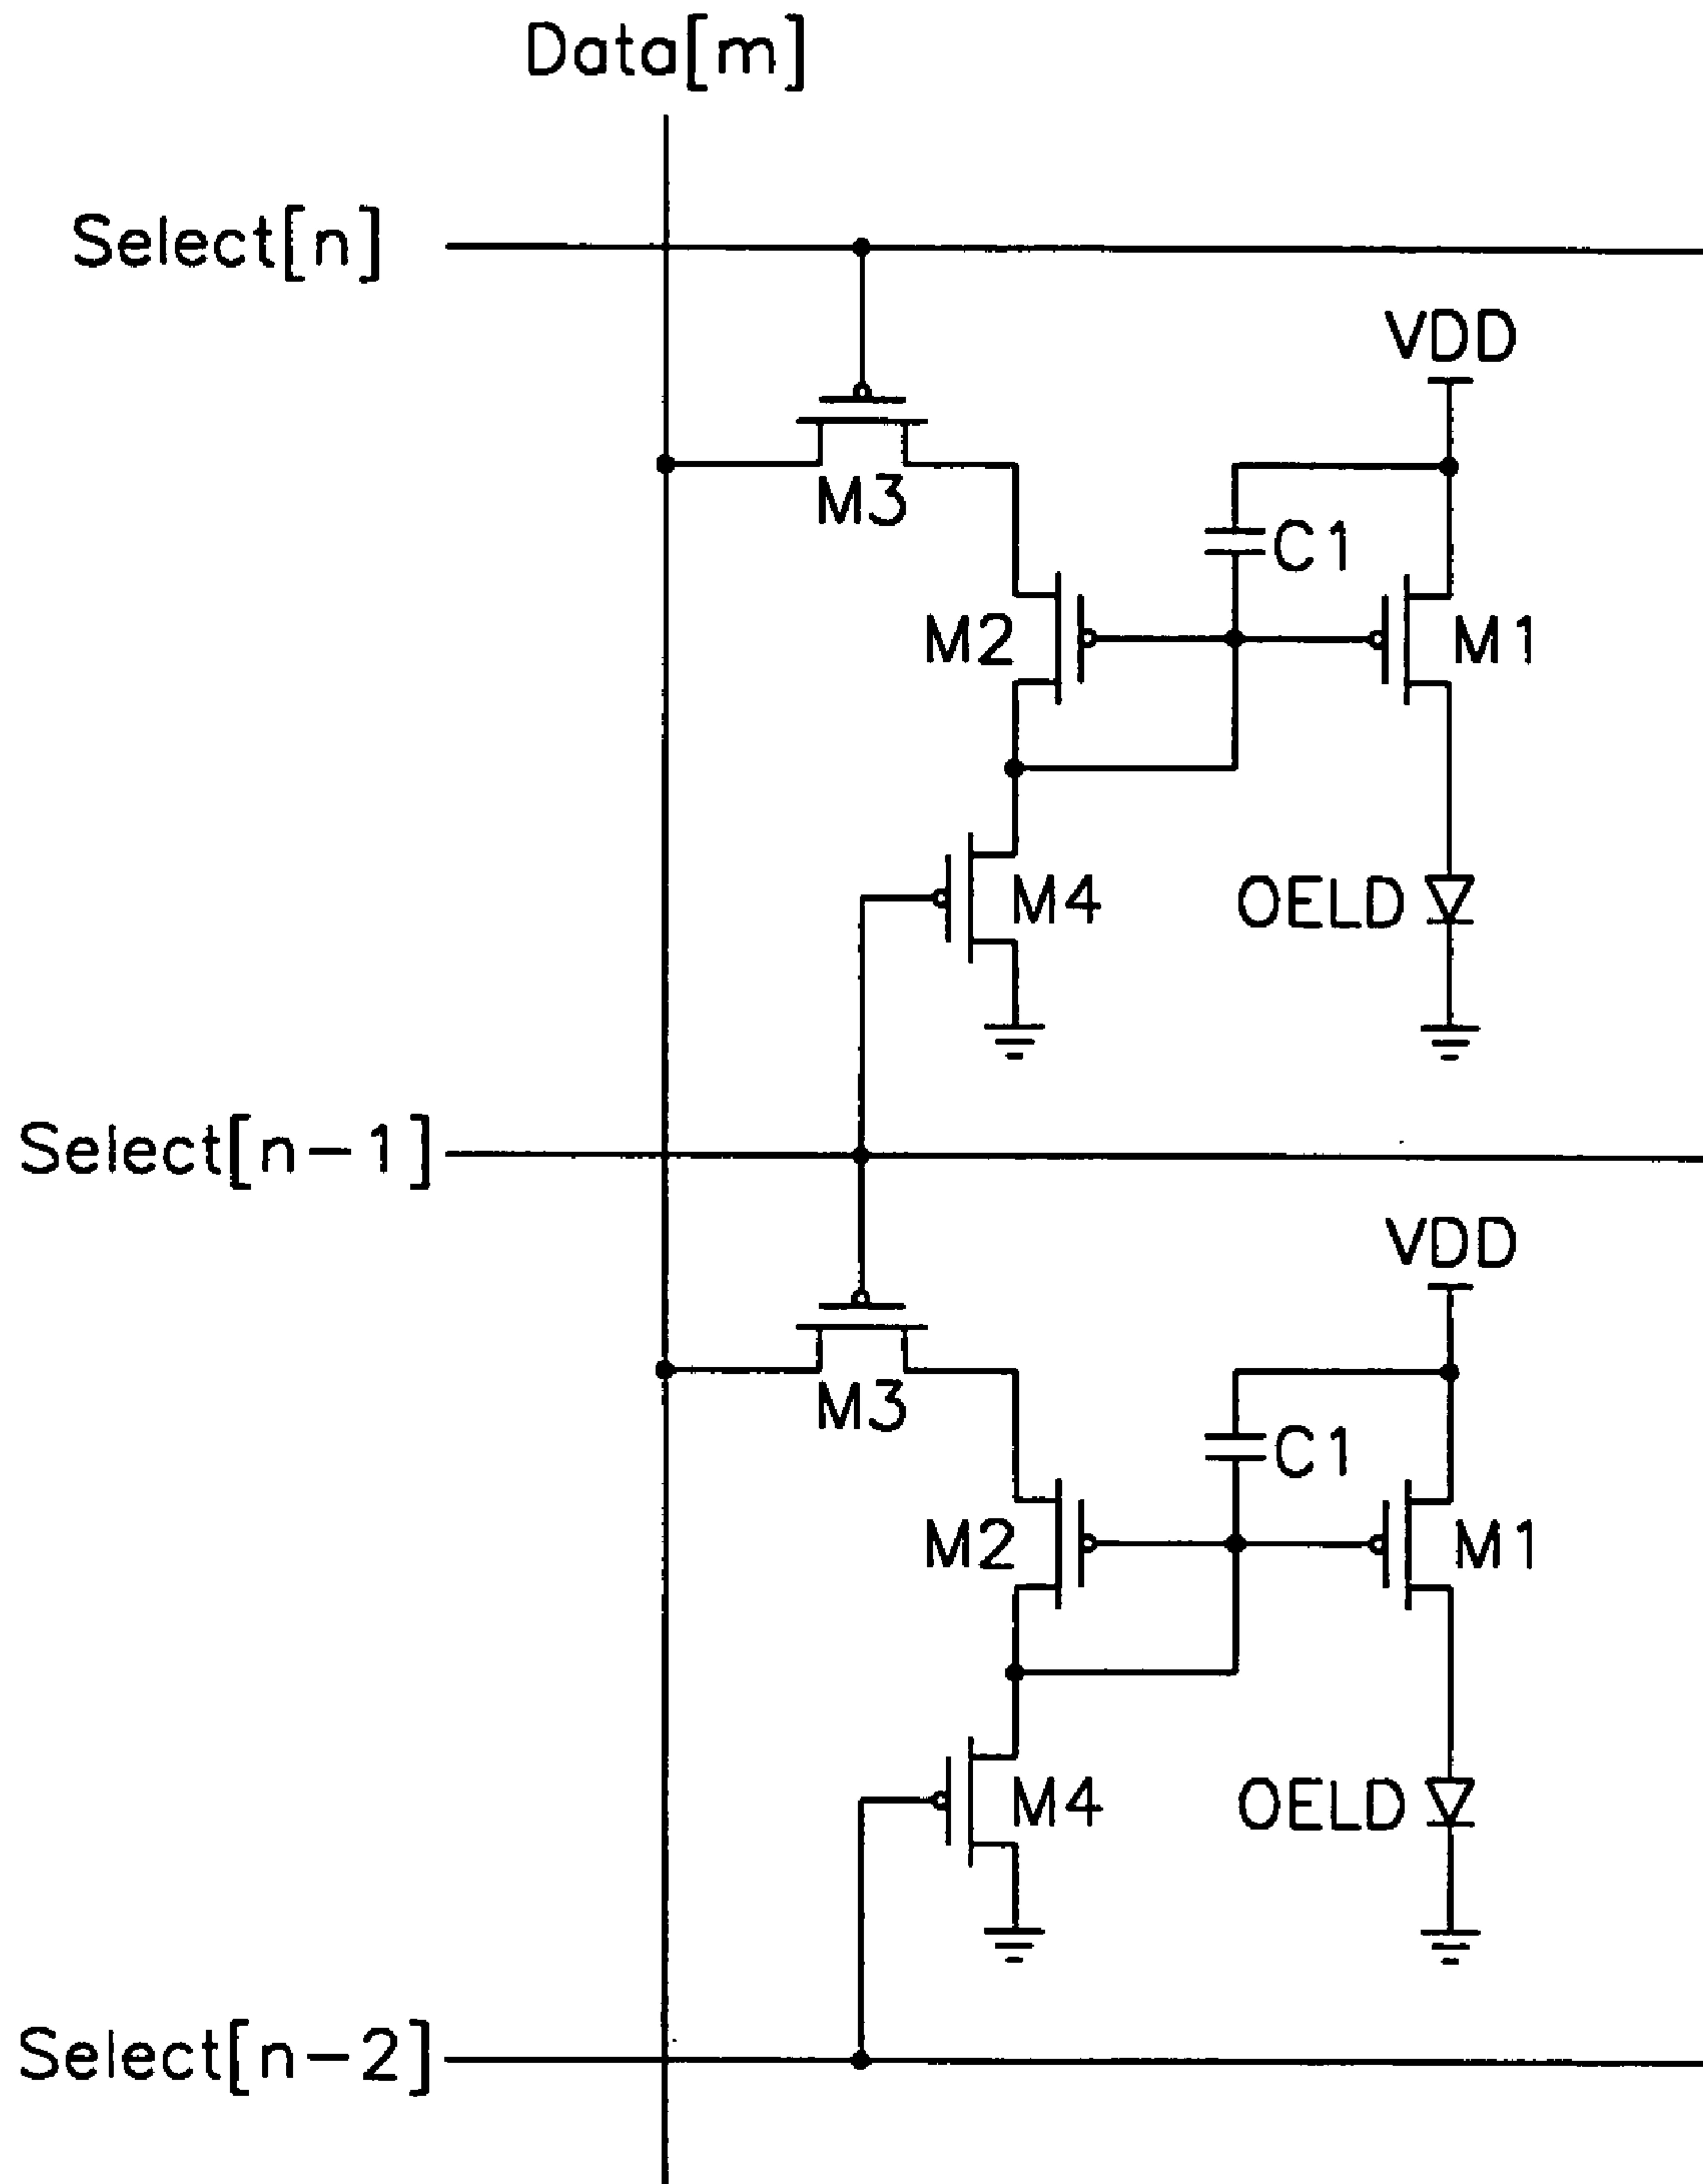 Data[m]
Select[n]
VDD
M3
C1
M2
M1
M4
OELD
Select[n-1]
VDD
M3
C1
M2
M1
M4
OELD
Select[n-2]